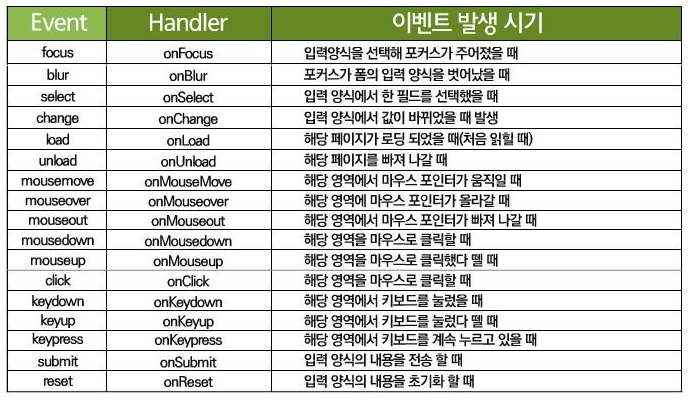 Event Handler 이벤트 발생 시기
focus onFocus 입력양식을 선택해 포커스가 주어졌을 때
blur onBlur 포커스가 폼의 입력 양식을 벗어났을 때
select onSelect 입력 양식에서 한 필드를 선택했을 때
change onChange 입력 양식에서 값이 바뀌었을 때 발생
load onLoad 해당 페이지가 로딩 되었을 때(처음 읽힐 때)
unload onUnload 해당 페이지를 빠져 나갈 때
mousemove onMouseMove 해당 영역에서 마우스 포인터가 움직일 때
mouseover onMouseover 해당 영역에 마우스 포인터가 올라갈 때
mouseout onMouseout 해당 영역에서 마우스 포인터가 빠져 나갈 때
mousedown onMousedown 해당 영역을 마우스로 클릭할 때
mouseup onMouseup 해당 영역을 마우스로 클릭했다 뗄 때
click onClick 해당 영역을 마우스로 클릭할 때
keydown onKeydown 해당 영역에서 키보드를 눌렀을 때
keyup onKeyup 해당 영역에서 키보드를 눌렀다 뗄 때
keypress onKeypress 해당 영역에서 키보드를 계속 누르고 있을 때
submit onSubmit 입력 양식의 내용을 전송 할 때
reset onReset 입력 양식의 내용을 초기화 할 때